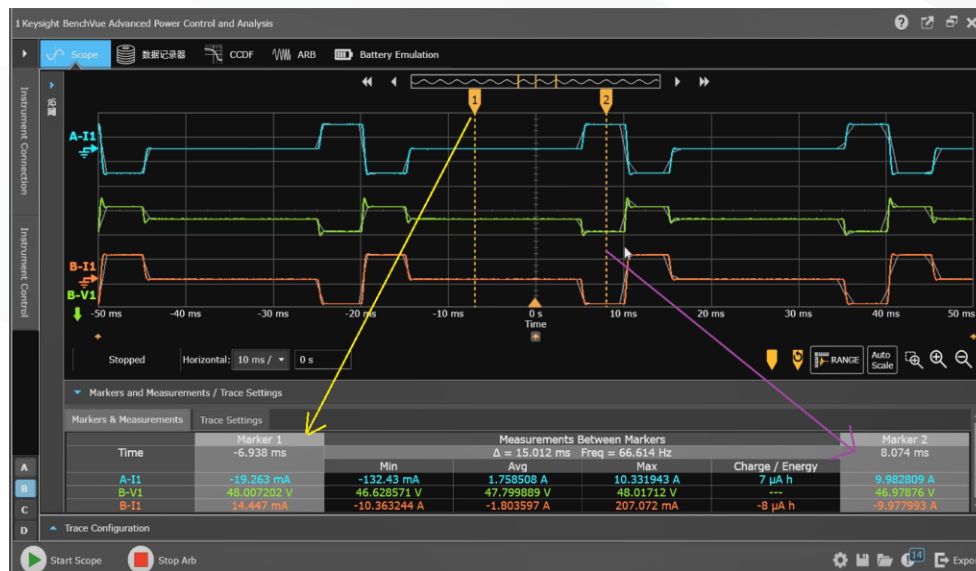 1 Keysight BenchVue Advanced Power Control and Analysis
Scope
数据记录器
CCDF
ARB
Battery Emulation
Instrument Connection
Instrument Control
1
2
A-I1
B-I1
B-V1
-50 ms -40 ms -30 ms -20 ms -10 ms 0 s 10 ms 20 ms 30 ms 40 ms 50 ms
Time
Stopped
Horizontal: 10 ms / 0 s
RANGE
Auto
Scale
Markers and Measurements / Trace Settings
Markers & Measurements Trace Settings
Marker 1 Measurements Between Markers Marker 2
Time -6.938 ms Δ = 15.012 ms Freq = 66.614 Hz 8.074 ms
Min Avg Max Charge / Energy
A-I1 -19.263 mA -132.43 mA 1.758508 A 10.331943 A 7 µA h 9.982809 A
B-V1 48.007202 V 46.628571 V 47.799889 V 48.01712 V --- 46.97876 V
B-I1 14.447 mA -10.363244 A -1.803597 A 207.072 mA -8 µA h -9.977993 A
A
B
C
D
Trace Configuration
Start Scope
Stop Arb
14